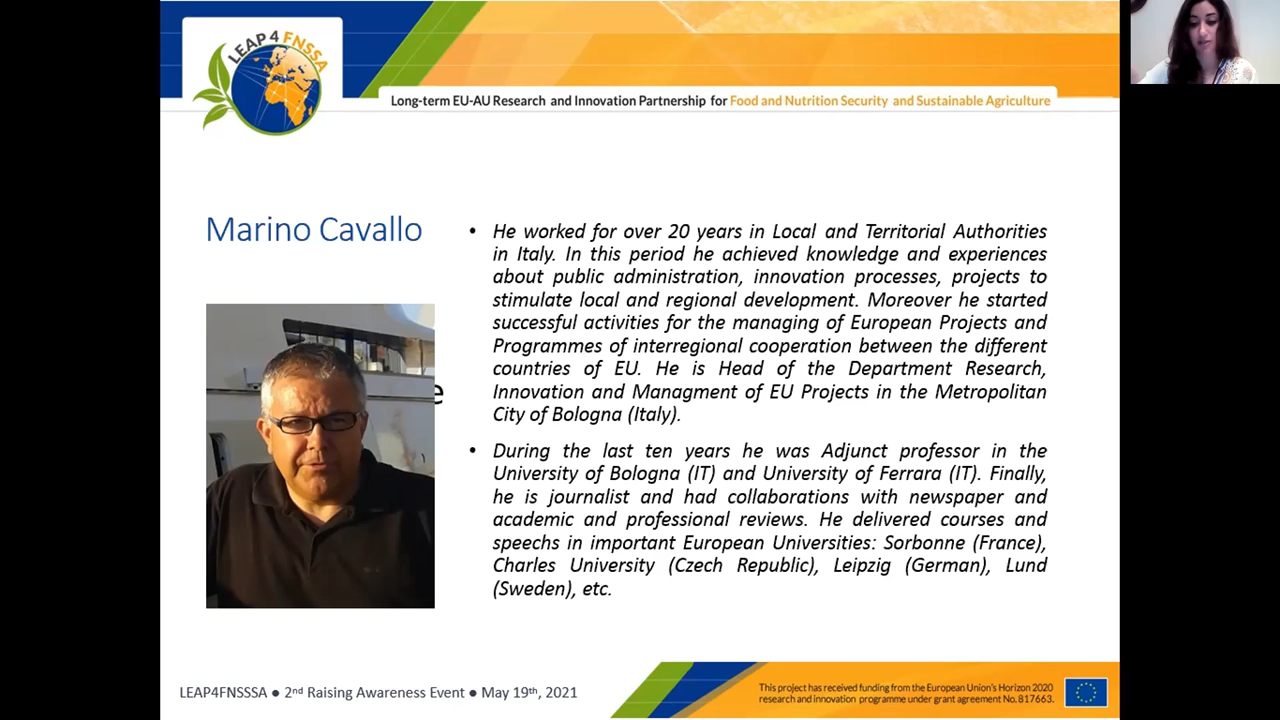 LEAP 4 FNSSA
Long-term EU-AU Research and Innovation Partnership for Food and Nutrition Security and Sustainable Agriculture
Marino Cavallo
• He worked for over 20 years in Local and Territorial Authorities
in Italy. In this period he achieved knowledge and experiences
about public administration, innovation processes, projects to
stimulate local and regional development. Moreover he started
successful activities for the managing of European Projects and
Programmes of interregional cooperation between the different
countries of EU. He is Head of the Department Research,
Innovation and Managment of EU Projects in the Metropolitan
City of Bologna (Italy).
• During the last ten years he was Adjunct professor in the
University of Bologna (IT) and University of Ferrara (IT). Finally,
he is journalist and had collaborations with newspaper and
academic and professional reviews. He delivered courses and
speechs in important European Universities: Sorbonne (France),
Charles University (Czech Republic), Leipzig (German), Lund
(Sweden), etc.
e
LEAP4FNSSSA ● 2nd Raising Awareness Event ● May 19th, 2021
This project has received funding from the European Union's Horizon 2020
research and innovation programme under grant agreement No. 817663.